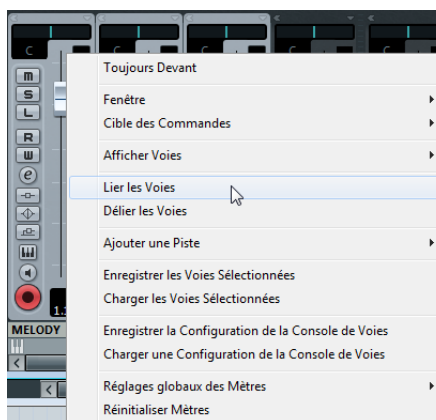 C
C
C
C
C
Toujours Devant
M
S
Fenêtre
L
Cible des Commandes
R
W
Afficher Voies
e
Lier les Voies
Délier les Voies
Ajouter une Piste
Enregistrer les Voies Sélectionnées
Charger les Voies Sélectionnées
MELODY
Enregistrer la Configuration de la Console de Voies
Charger une Configuration de la Console de Voies
Réglages globaux des Mètres
Réinitialiser Mètres